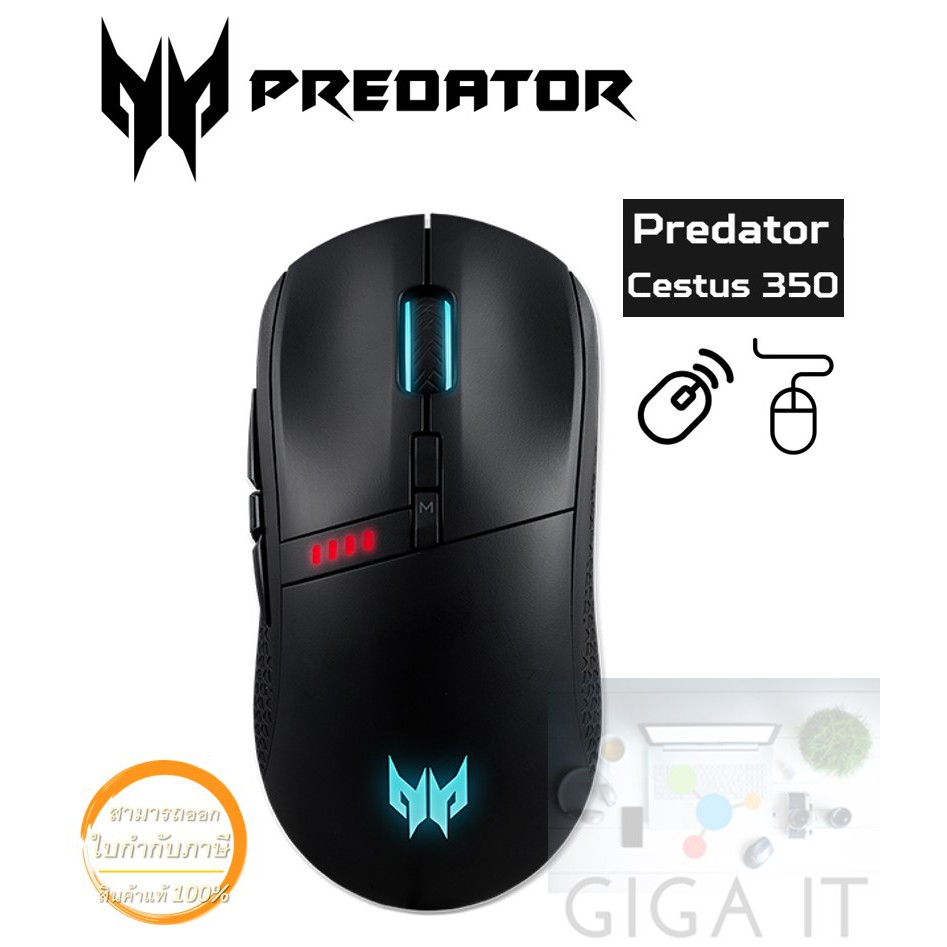 PREDATOR
Predator
Cestus 350
M
สามารถออก
ใบกำกับภาษี
สินค้าแท้ 100%
GIGA IT